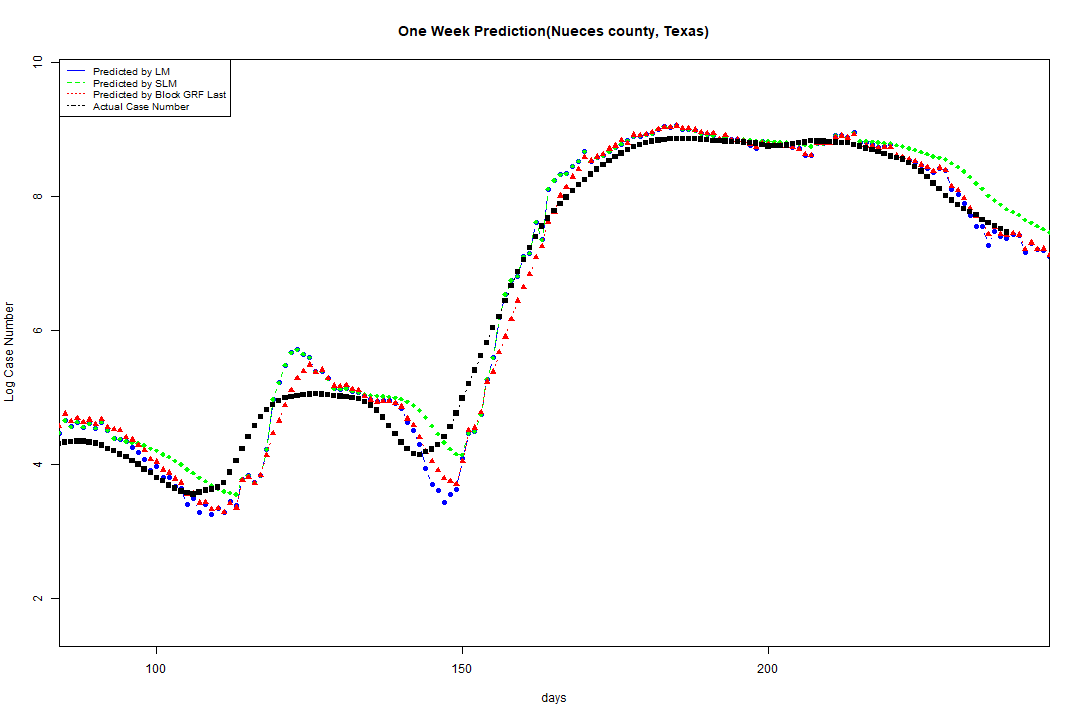 One Week Prediction(Nueces county, Texas)
Predicted by LM
Predicted by SLM
Predicted by Block GRF Last
Actual Case Number
10
8
6
4
2
Log Case Number
100
150
200
days